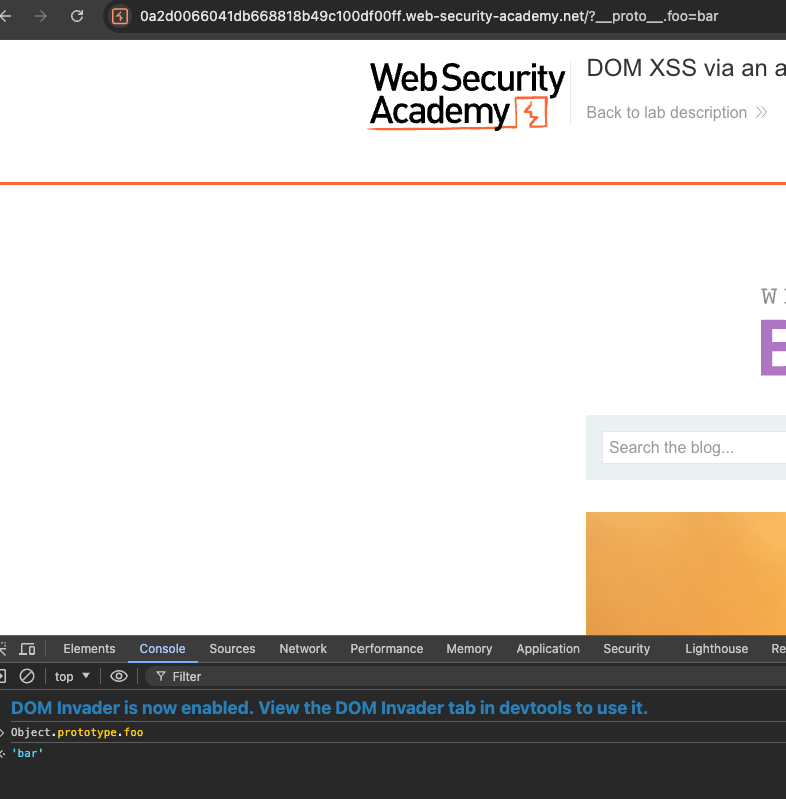 0a2d0066041db668818b49c100df00ff.web-security-academy.net/?__proto__.foo=bar
Web Security
Academy
DOM XSS via an a
Back to lab description
W
E
Search the blog...
Elements Console Sources Network Performance Memory Application Security Lighthouse Re
top Filter
DOM Invader is now enabled. View the DOM Invader tab in devtools to use it.
Object.prototype.foo
'bar'